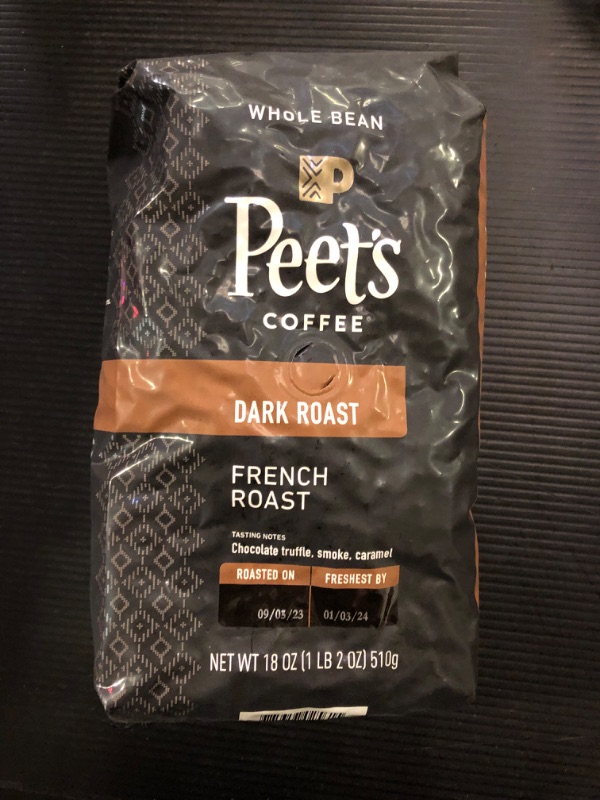 WHOLE BEAN
P
Peet's
COFFEE
DARK ROAST
FRENCH
ROAST
TASTING NOTES
Chocolate truffle, smoke, caramel
ROASTED ON FRESHEST BY
09/05/23 01/03/24
NET WT 18 OZ (1 LB 2 OZ) 510g